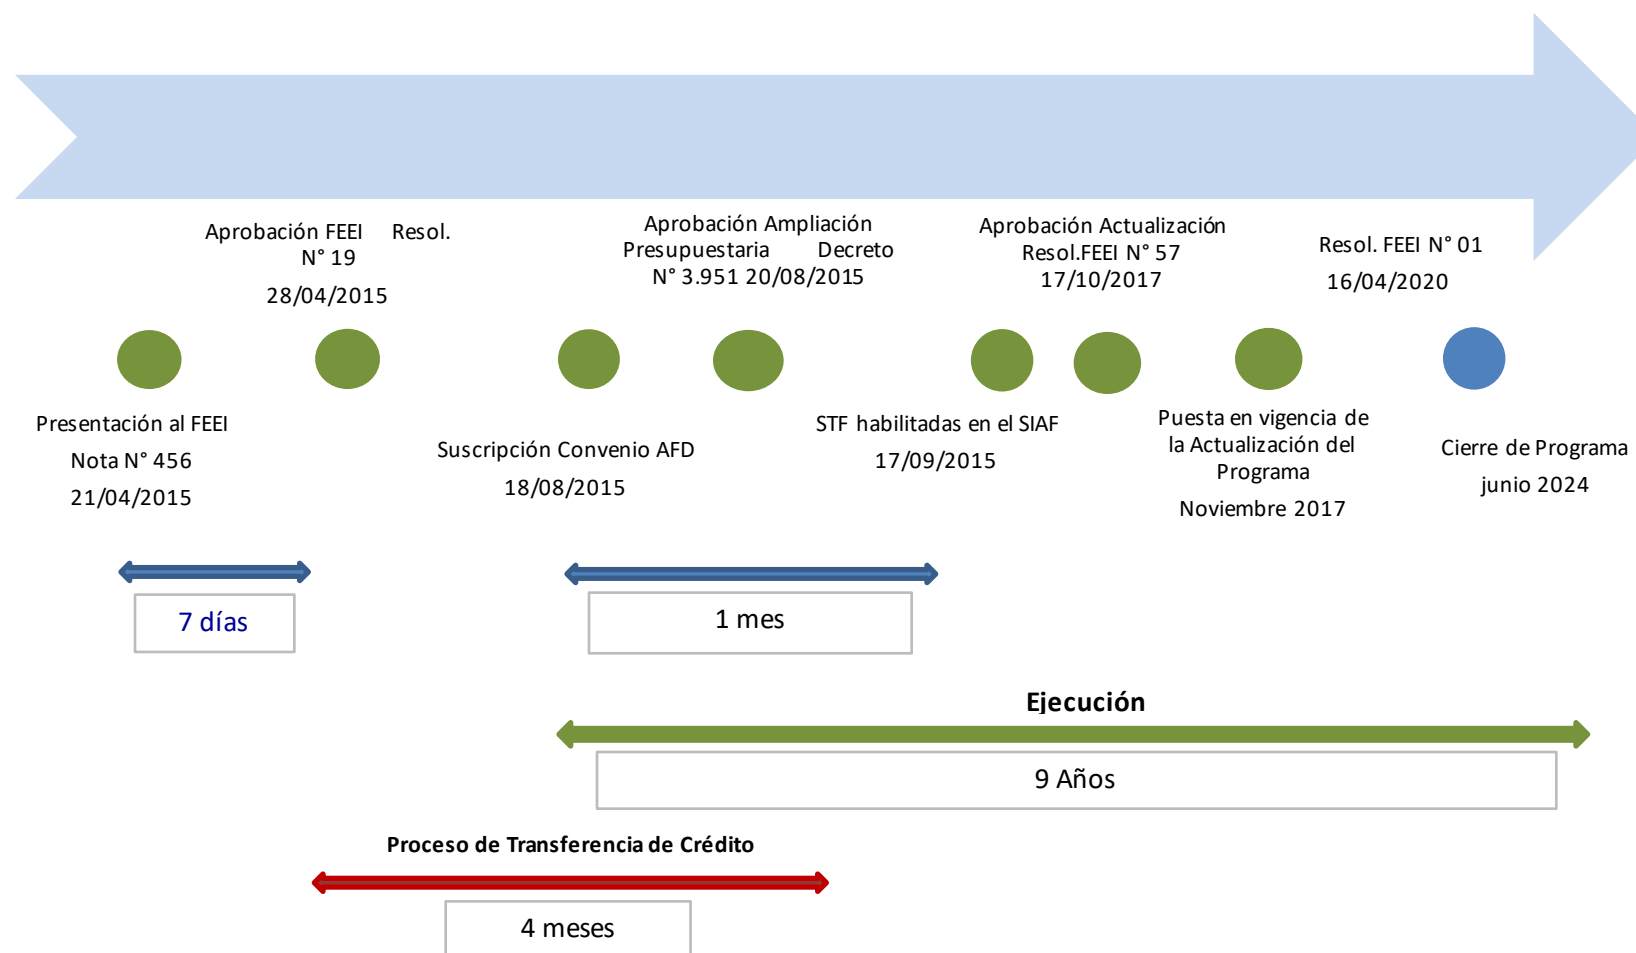 Aprobación FEEI Resol.
N° 19
28/04/2015
Aprobación Ampliación
Presupuestaria Decreto
N° 3.951 20/08/2015
Aprobación Actualización
Resol.FEEI N° 57
17/10/2017
Resol. FEEI N° 01
16/04/2020
Presentación al FEEI
Nota N° 456
21/04/2015
Suscripción Convenio AFD
18/08/2015
STF habilitadas en el SIAF
17/09/2015
Puesta en vigencia de
la Actualización del
Programa
Noviembre 2017
Cierre de Programa
junio 2024
7 días
1 mes
Ejecución
9 Años
Proceso de Transferencia de Crédito
4 meses